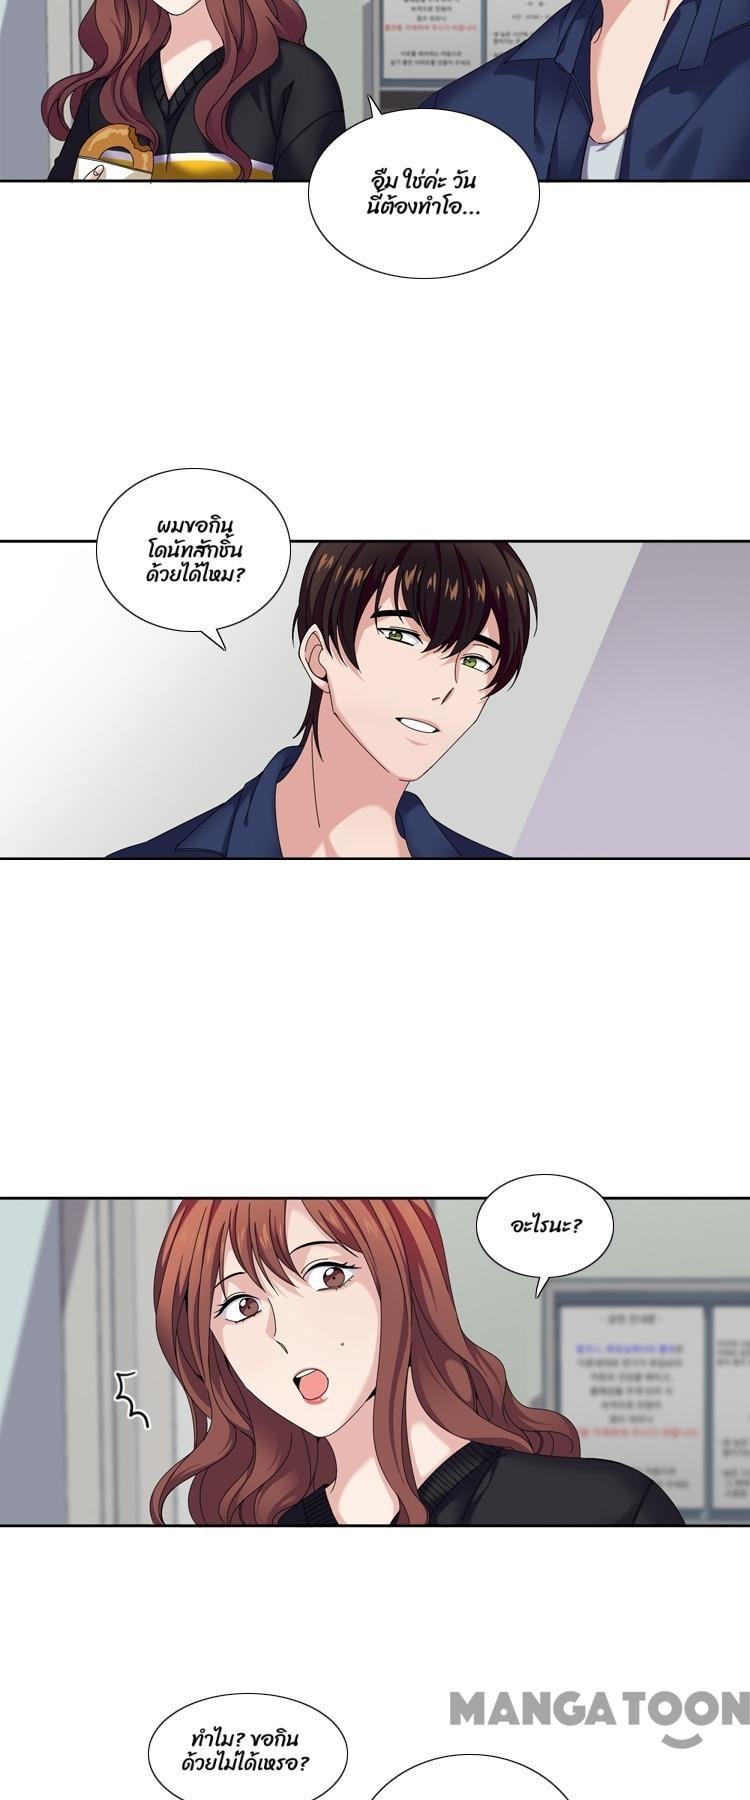 อืม ใช่ค่ะ วัน
นี้ต้องทำโอ...
ผมขอกิน
โดนัทสักชิ้น
ด้วยได้ไหม?
อะไรนะ?
MANGATOON
ทำไม? ขอกิน
ด้วยไม่ได้เหรอ?